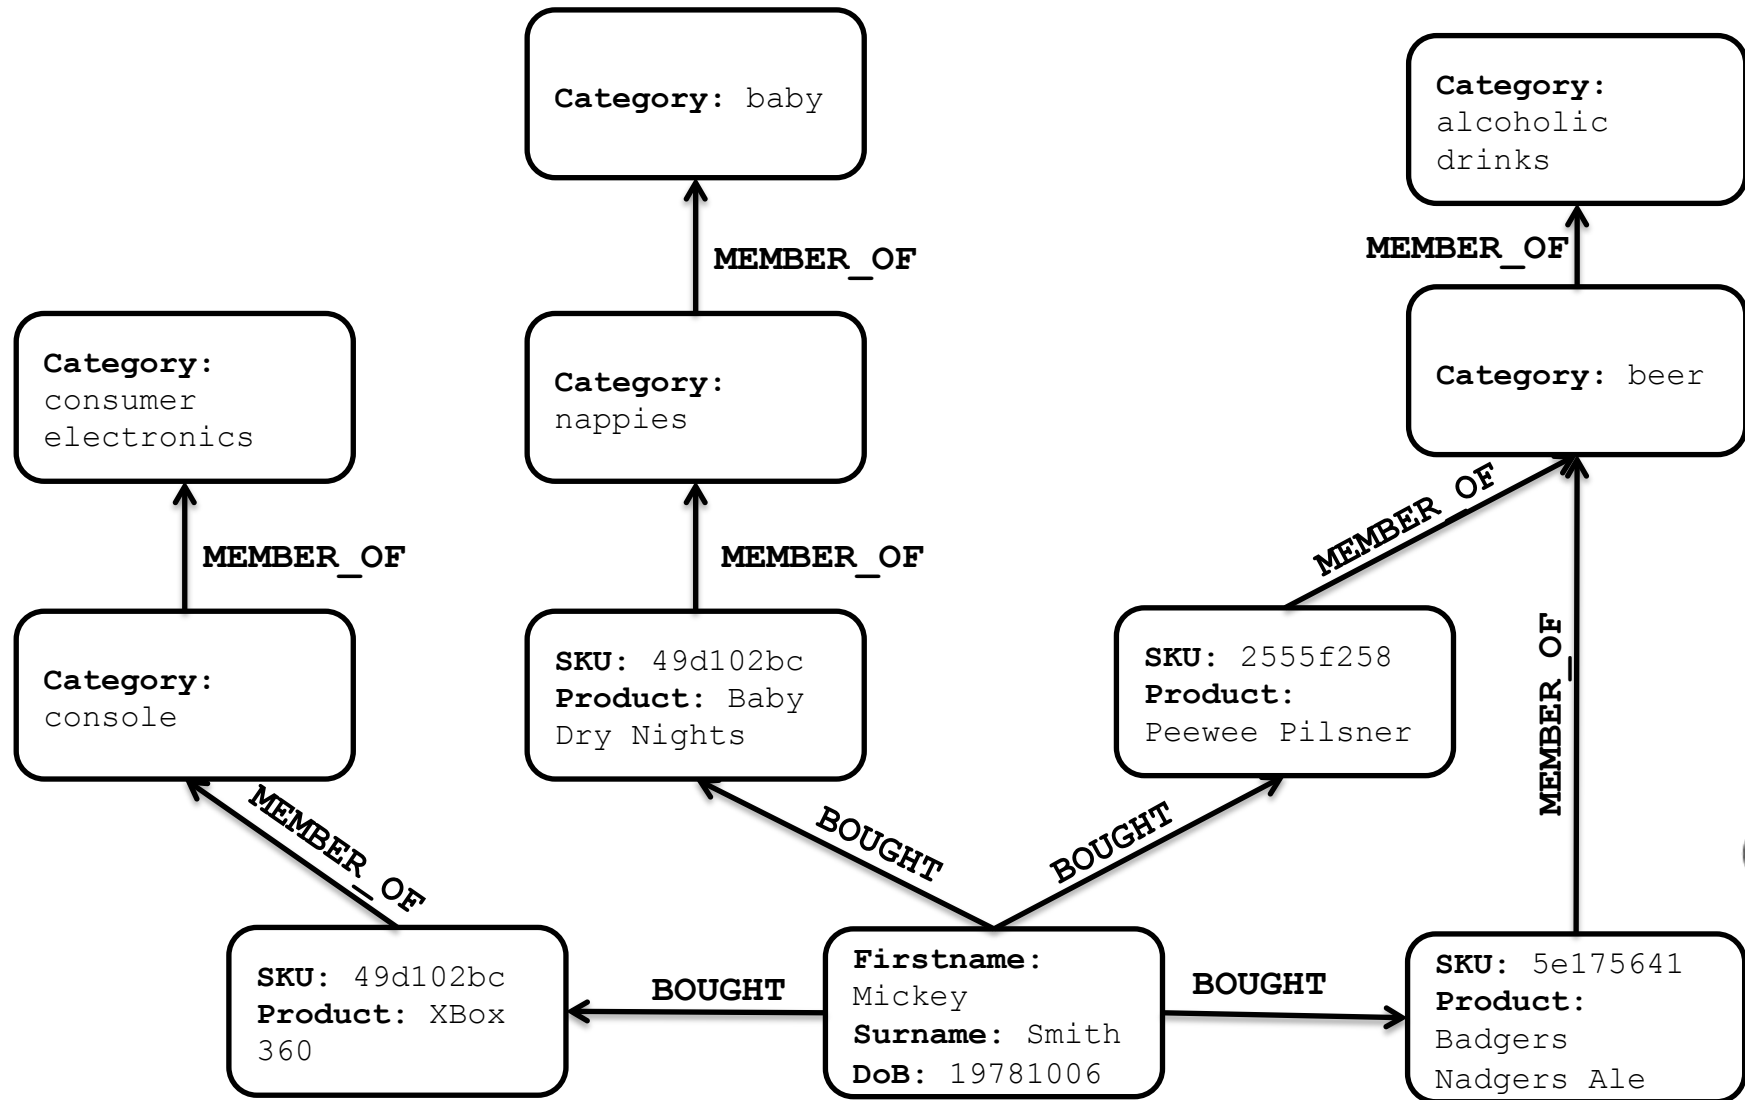 Category: baby
Category:
alcoholic
drinks
MEMBER_OF
MEMBER_OF
Category:
consumer
electronics
Category:
nappies
Category: beer
MEMBER_OF
MEMBER_OF
MEMBER_OF
MEMBER_OF
Category:
console
SKU: 49d102bc
Product: Baby
Dry Nights
SKU: 2555f258
Product:
Peewee Pilsner
MEMBER_OF
BOUGHT
BOUGHT
SKU: 49d102bc
Product: XBox
360
BOUGHT
Firstname:
Mickey
Surname: Smith
DoB: 19781006
BOUGHT
SKU: 5e175641
Product:
Badgers
Nadgers Ale